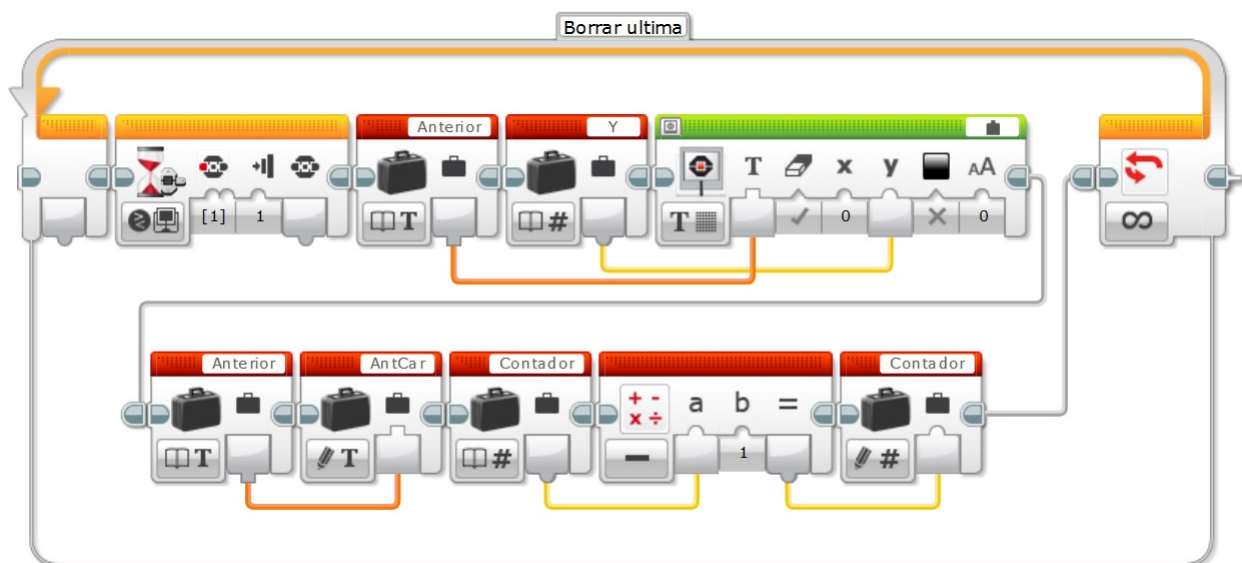 Borrar ultima
Anterior
Y
T x y AA
[1] 1
T
#
T 0 0
Anterior
AntCar
Contador
Contador
a b =
+ -
x ÷
T
T
#
1
#